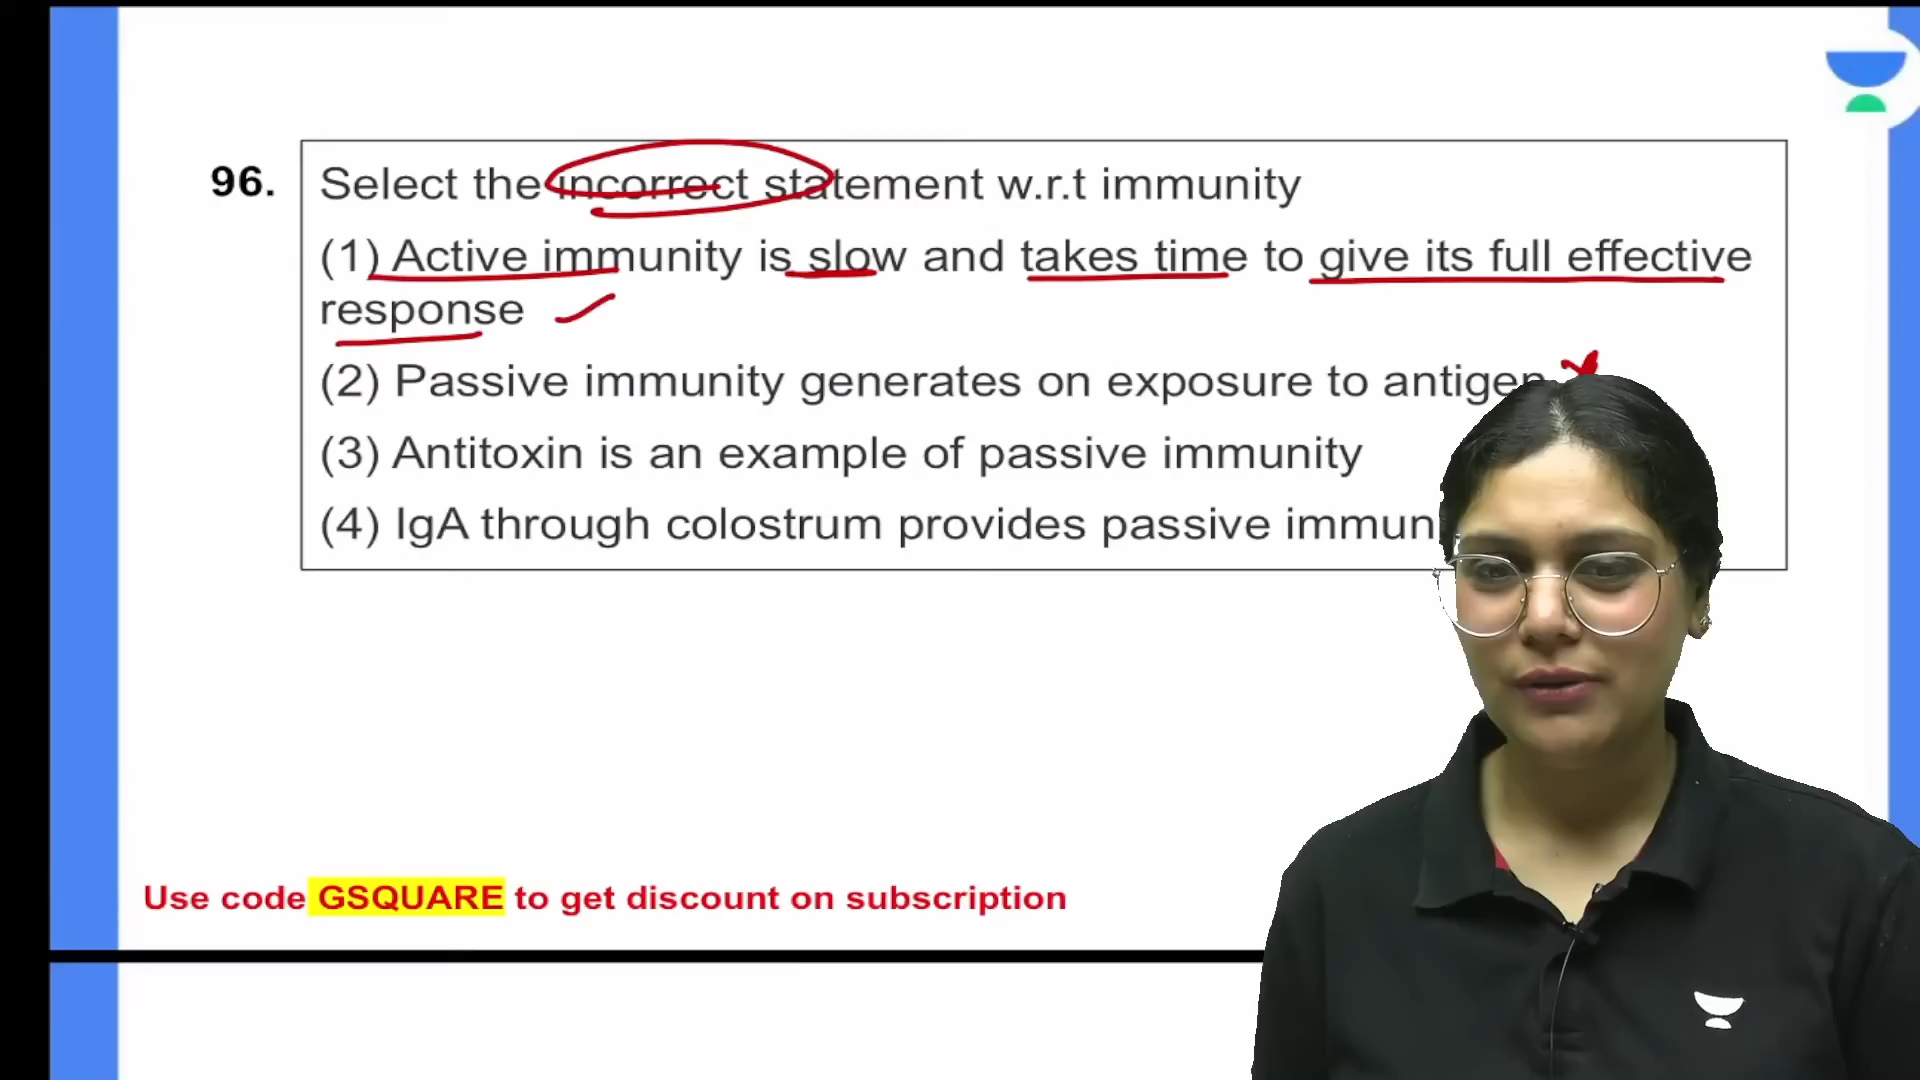 96.
Select the incorrect statement w.r.t immunity
(1) Active immunity is slow and takes time to give its full effective
response
(2) Passive immunity generates on exposure to antigen
(3) Antitoxin is an example of passive immunity
(4) IgA through colostrum provides passive immun
Use code GSQUARE to get discount on subscription